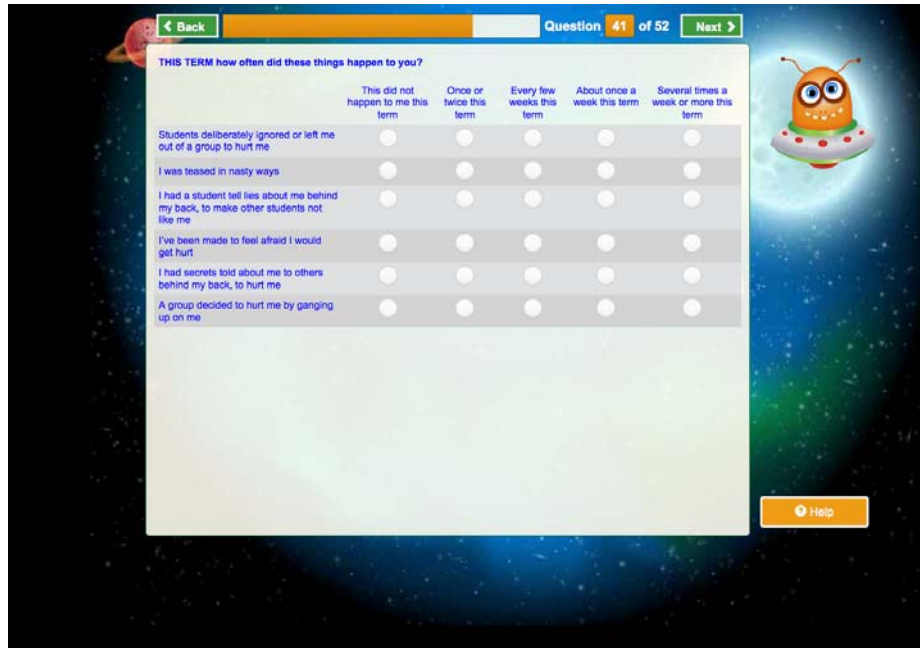 Back
Question 41 of 52
Next
THIS TERM how often did these things happen to you?
This did not
happen to me this
term
Once or
twice this
term
Every few
weeks this
term
About once a
week this term
Several times a
week or more this
term
Students deliberately ignored or left me
out of a group to hurt me
I was teased in nasty ways
I had a student tell lies about me behind
my back, to make other students not
like me
I've been made to feel afraid I would
get hurt
I had secrets told about me to others
behind my back, to hurt me
A group decided to hurt me by ganging
up on me
Help